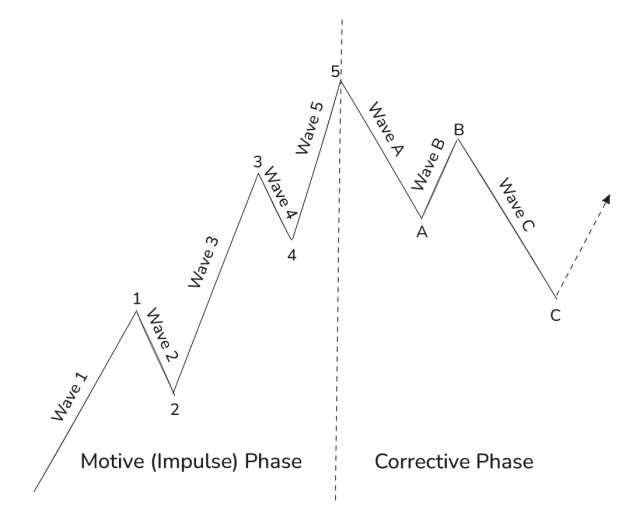 5
Wave 5
Wave A
B
Wave B
3
Wave 4
Wave C
A
4
Wave 3
1
C
Wave 2
2
Wave 1
Motive (Impulse) Phase
Corrective Phase